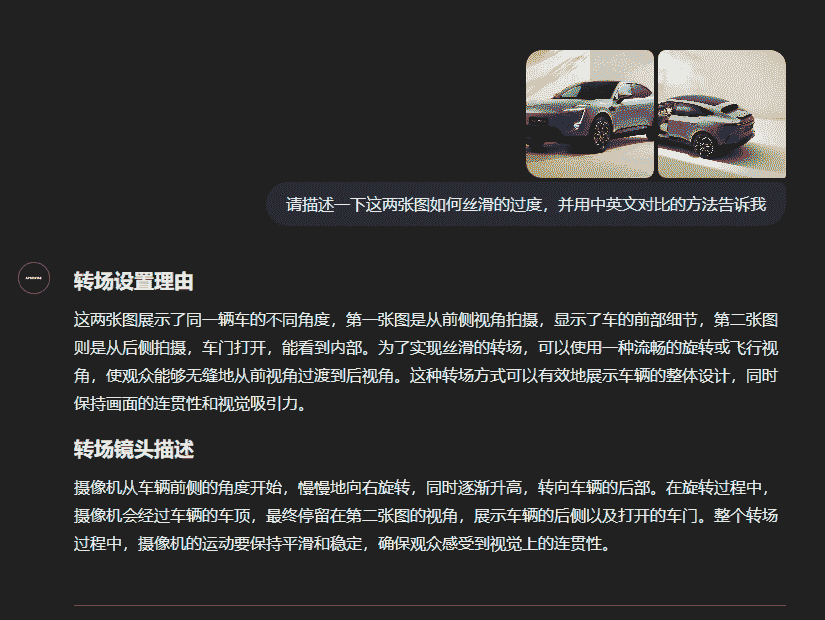 请描述一下这两张图如何丝滑的过度，并用中英文对比的方法告诉我
转场设置理由
这两张图展示了同一辆车的不同角度，第一张图是从前侧视角拍摄，显示了车的前部细节，第二张图
则是从后侧拍摄，车门打开，能看到内部。为了实现丝滑的转场，可以使用一种流畅的旋转或飞行视
角，使观众能够无缝地从前视角过渡到后视角。这种转场方式可以有效地展示车辆的整体设计，同时
保持画面的连贯性和视觉吸引力。
转场镜头描述
摄像机从车辆前侧的角度开始，慢慢地向右旋转，同时逐渐升高，转向车辆的后部。在旋转过程中，
摄像机会经过车辆的车顶，最终停留在第二张图的视角，展示车辆的后侧以及打开的车门。整个转场
过程中，摄像机的运动要保持平滑和稳定，确保观众感受到视觉上的连贯性。